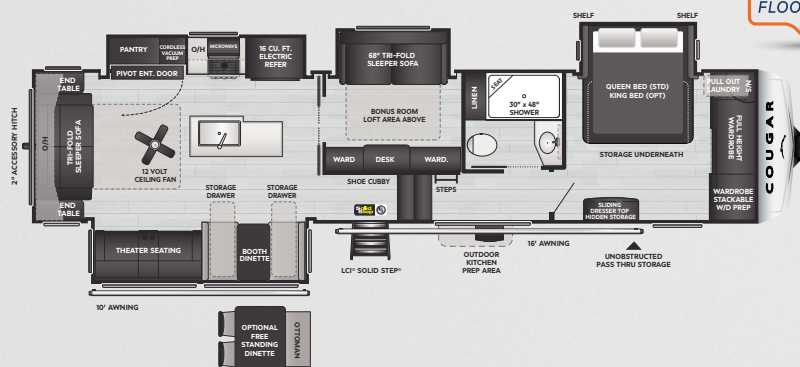 FLOO
SHELF
SHELF
PANTRY
CORDLESS
VACUUM
PREP
O/H
MICROWAVE
16 CU. FT.
ELECTRIC
REFER
PIVOT ENT. DOOR
68" TRI-FOLD
SLEEPER SOFA
BONUS ROOM
LOFT AREA ABOVE
LINEN
SEAT
30" x 48"
SHOWER
QUEEN BED (STD)
KING BED (OPT)
STORAGE UNDERNEATH
PULL OUT
LAUNDRY
N/S
FULL HEIGHT
WARDROBE
WARDROBE
STACKABLE
W/D PREP
COUGAR
2" ACCESSORY HITCH
O/H
END
TABLE
TRI-FOLD
SLEEPER SOFA
END
TABLE
12 VOLT
CEILING FAN
WARD
DESK
WARD.
SHOE CUBBY
STEPS
STORAGE
DRAWER
STORAGE
DRAWER
THEATER SEATING
BOOTH
DINETTE
LCI® SOLID STEP®
SLIDING
DRESSER TOP
HIDDEN STORAGE
OUTDOOR
KITCHEN
PREP AREA
16' AWNING
UNOBSTRUCTED
PASS THRU STORAGE
10' AWNING
OPTIONAL
FREE
STANDING
DINETTE
OTTOMAN